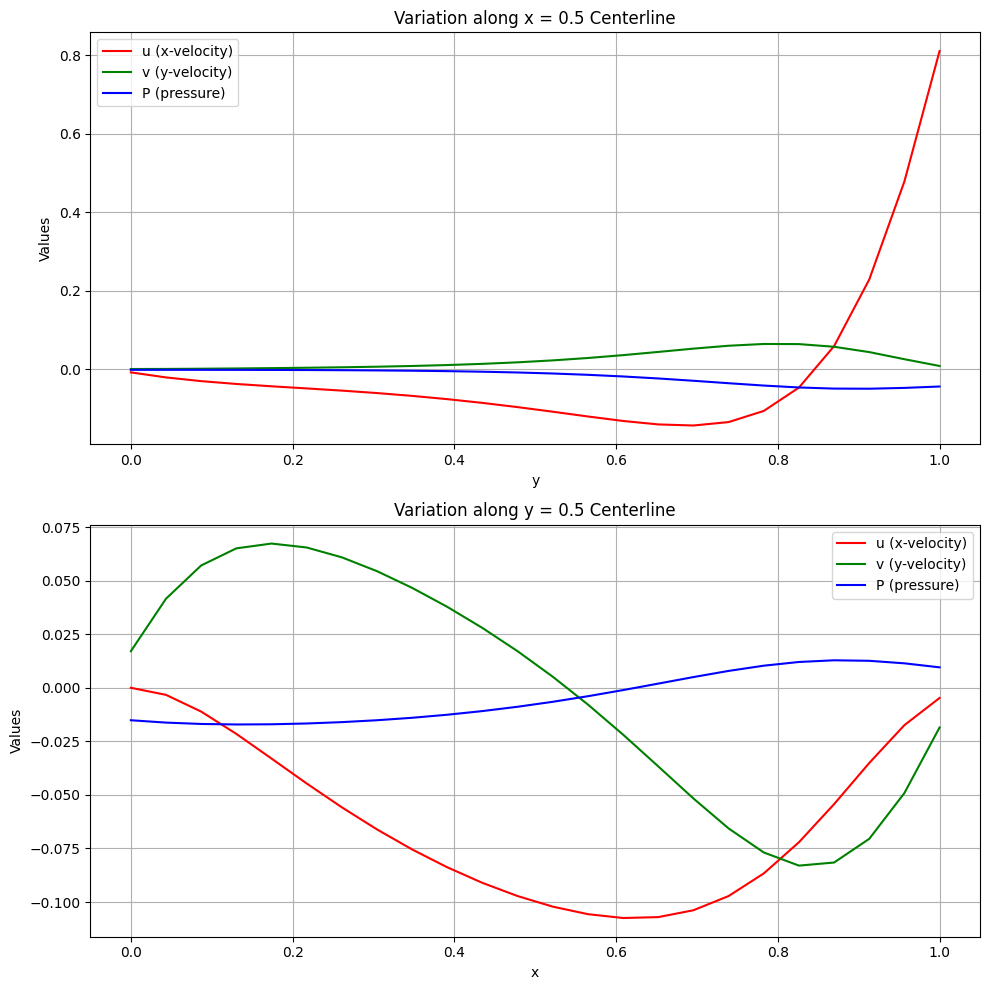 Variation along x = 0.5 Centerline
u (x-velocity)
v (y-velocity)
P (pressure)
0.8
0.6
0.4
0.2
0.0
Values
0.0 0.2 0.4 0.6 0.8 1.0
y
Variation along y = 0.5 Centerline
u (x-velocity)
v (y-velocity)
P (pressure)
0.075
0.050
0.025
0.000
−0.025
−0.050
−0.075
−0.100
Values
0.0 0.2 0.4 0.6 0.8 1.0
x